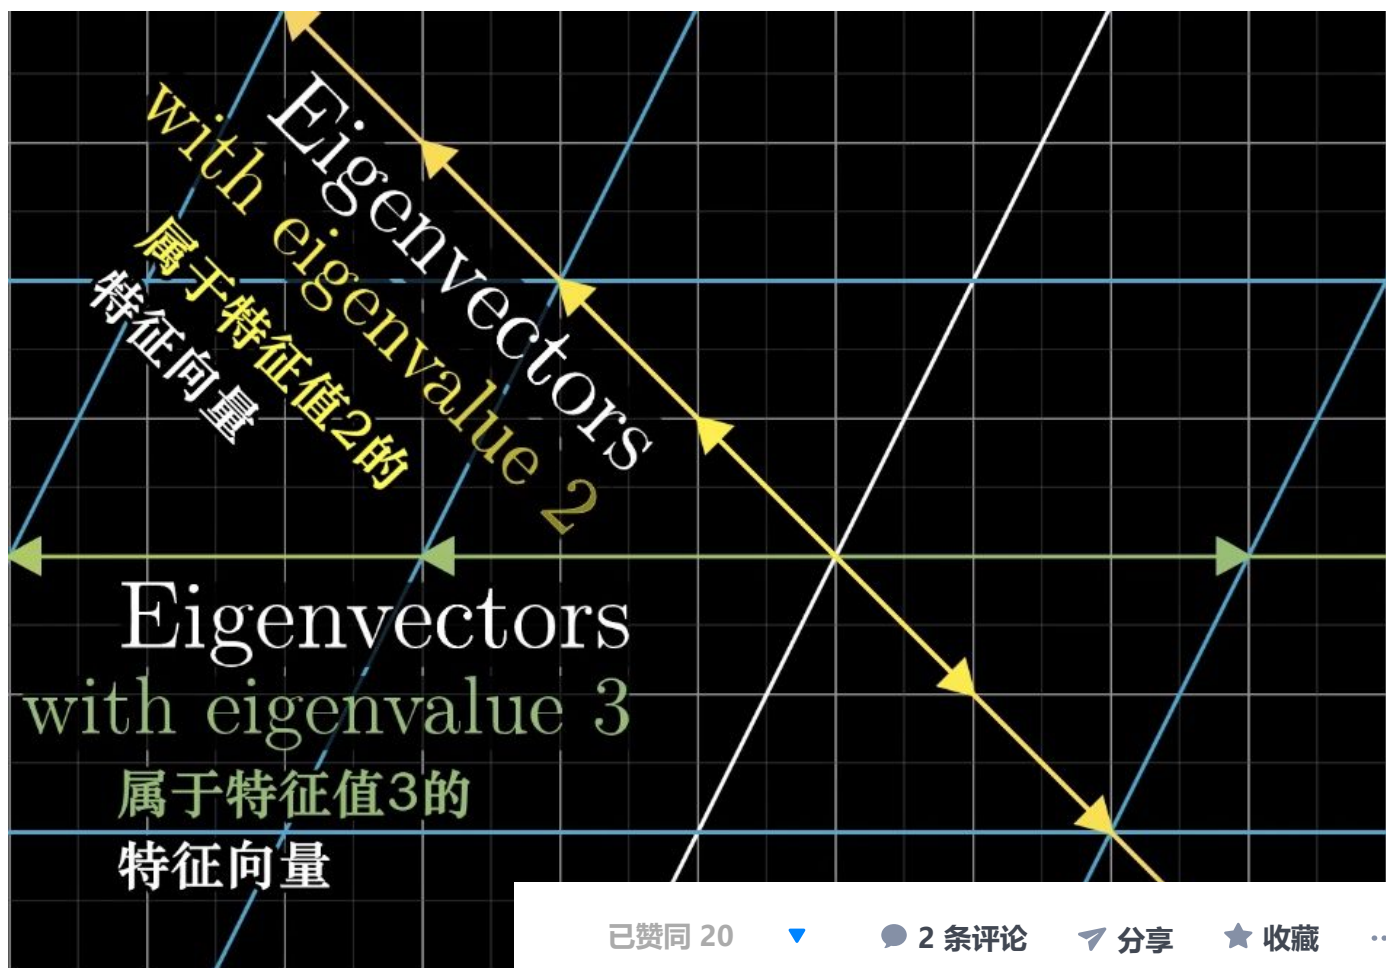 Eigenvectors
with eigenvalue 2
属于特征值2的
特征向量
Eigenvectors
with eigenvalue 3
属于特征值3的
特征向量
已赞同 20 2 条评论 分享 收藏